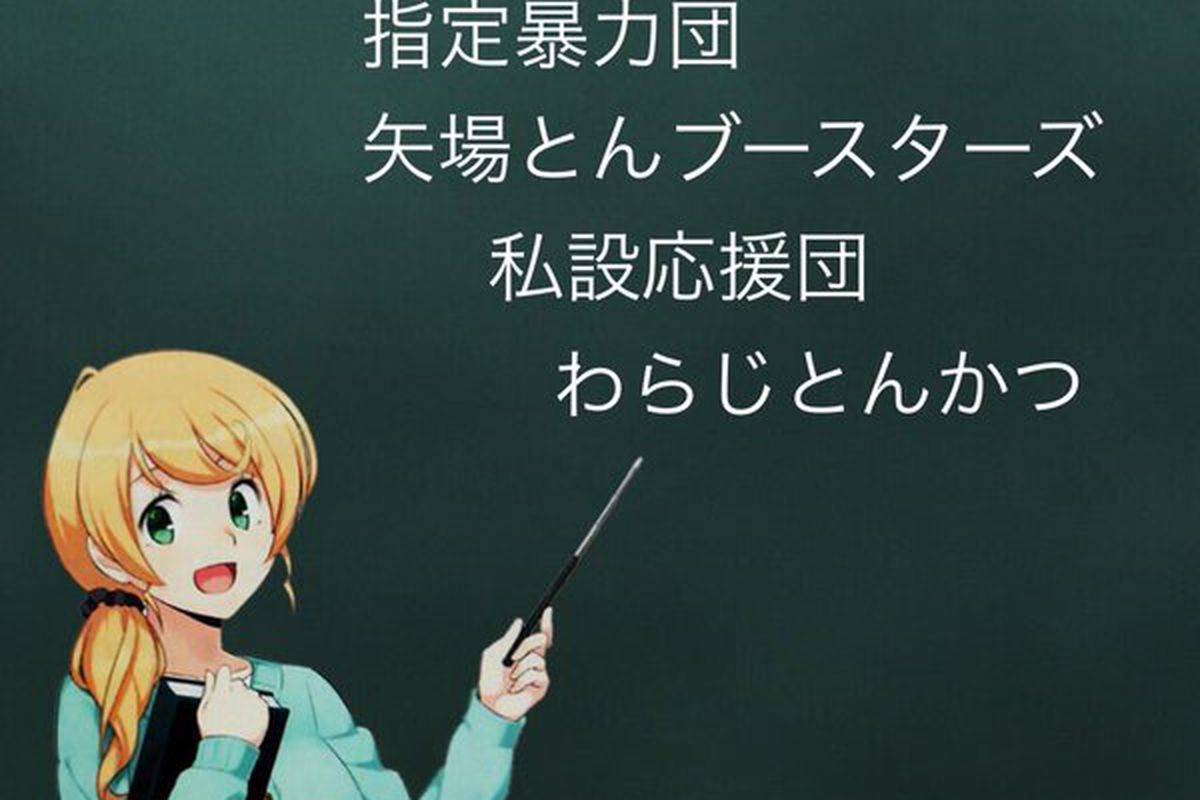 指定暴力団
矢場とんブースターズ
私設応援団
わらじとんかつ